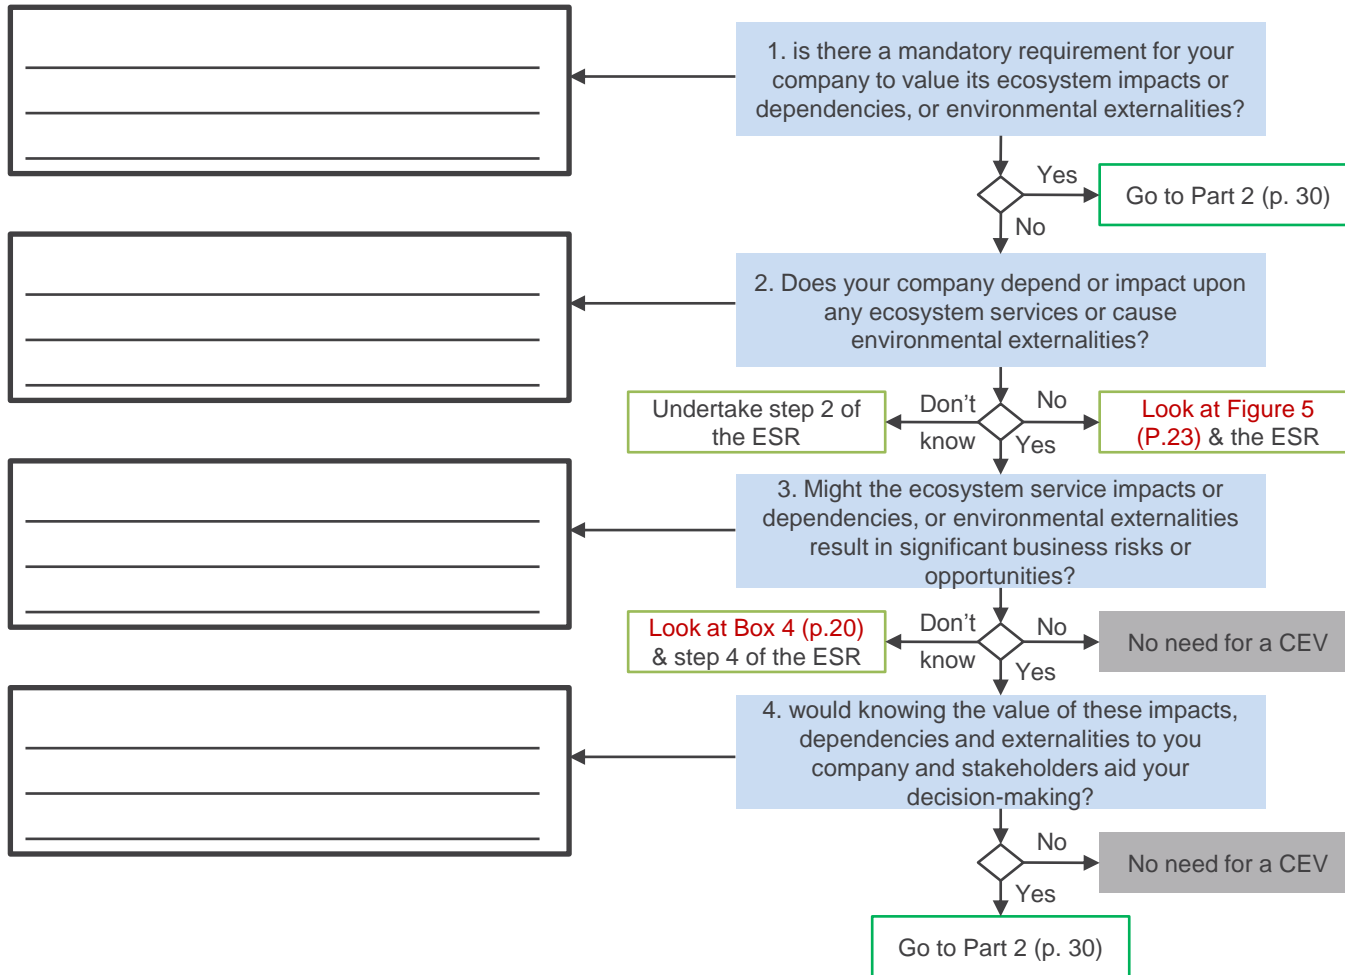 1. is there a mandatory requirement for your
company to value its ecosystem impacts or
dependencies, or environmental externalities?
Yes
Go to Part 2 (p. 30)
No
2. Does your company depend or impact upon
any ecosystem services or cause
environmental externalities?
Undertake step 2 of
the ESR
Don't
know
No
Yes
Look at Figure 5
(P.23) & the ESR
3. Might the ecosystem service impacts or
dependencies, or environmental externalities
result in significant business risks or
opportunities?
Look at Box 4 (p.20)
& step 4 of the ESR
Don't
know
No
Yes
No need for a CEV
4. would knowing the value of these impacts,
dependencies and externalities to you
company and stakeholders aid your
decision-making?
No
No need for a CEV
Yes
Go to Part 2 (p. 30)